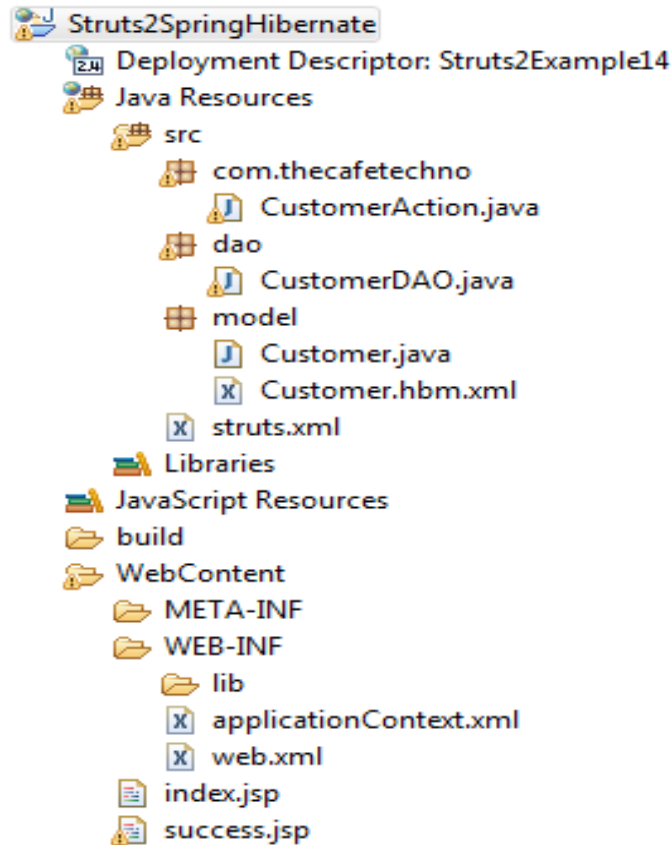 Struts2SpringHibernate
2.4 Deployment Descriptor: Struts2Example14
Java Resources
src
com.thecafetechno
J CustomerAction.java
dao
J CustomerDAO.java
model
J Customer.java
X Customer.hbm.xml
X struts.xml
Libraries
JavaScript Resources
build
WebContent
META-INF
WEB-INF
lib
X applicationContext.xml
X web.xml
index.jsp
success.jsp